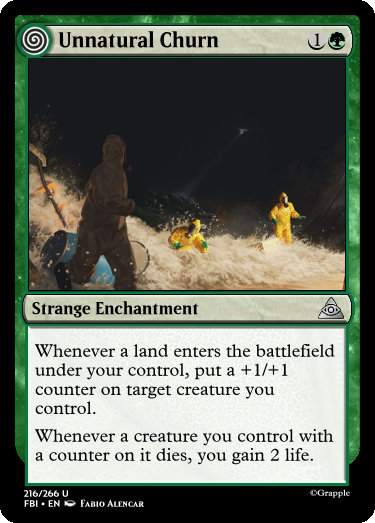 Unnatural Churn 1
Strange Enchantment
Whenever a land enters the battlefield
under your control, put a +1/+1
counter on target creature you
control.
Whenever a creature you control with a
counter on it dies, you gain 2 life.
216/266 U
©Grapple
FBI • EN Fabio Alencar